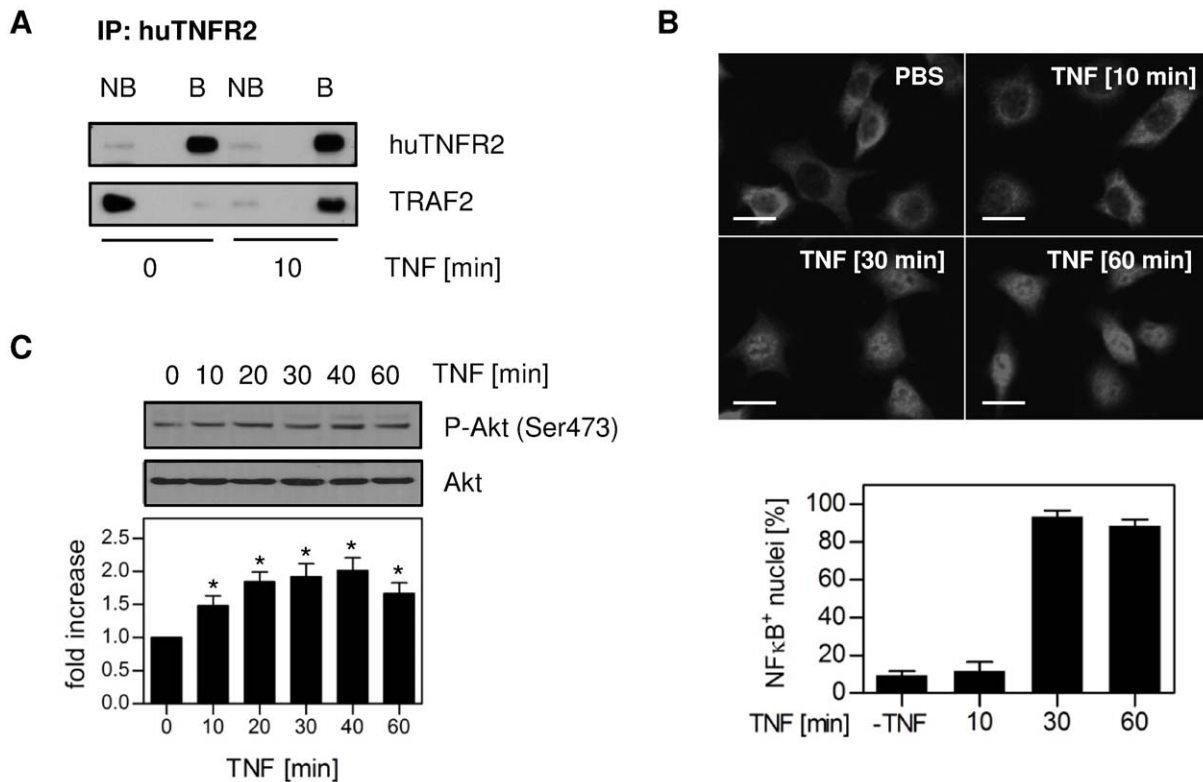 A
IP: huTNFR2
NB B NB B
huTNFR2
TRAF2
0 10 TNF [min]
B
PBS
TNF [10 min]
TNF [30 min]
TNF [60 min]
NFκB⁺ nuclei [%]
100
80
60
40
20
0
TNF [min] -TNF 10 30 60
C
0 10 20 30 40 60 TNF [min]
P-Akt (Ser473)
Akt
fold increase
2.5
2.0
1.5
1.0
0.5
0.0
* * * * *
0 10 20 30 40 60
TNF [min]